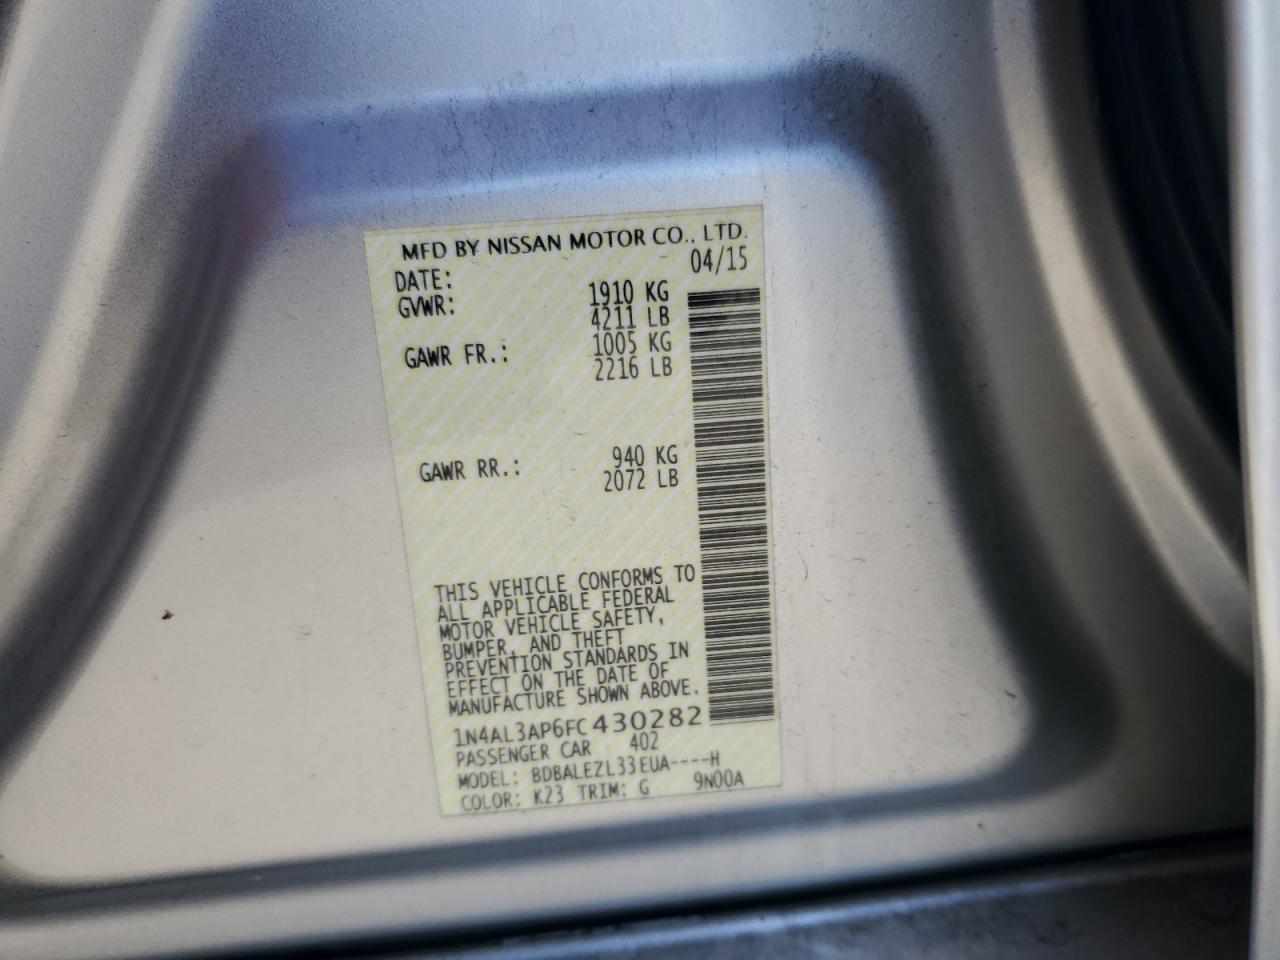 MFD BY NISSAN MOTOR CO., LTD.
DATE: 04/15
GVWR: 1910 KG
4211 LB
GAWR FR.: 1005 KG
2216 LB
GAWR RR.: 940 KG
2072 LB
THIS VEHICLE CONFORMS TO
ALL APPLICABLE FEDERAL
MOTOR VEHICLE SAFETY,
BUMPER, AND THEFT
PREVENTION STANDARDS IN
EFFECT ON THE DATE OF
MANUFACTURE SHOWN ABOVE.
1N4AL3AP6FC430282
PASSENGER CAR 402
MODEL: BDBALEZL33EUA----H
COLOR: K23 TRIM: G 9N00A